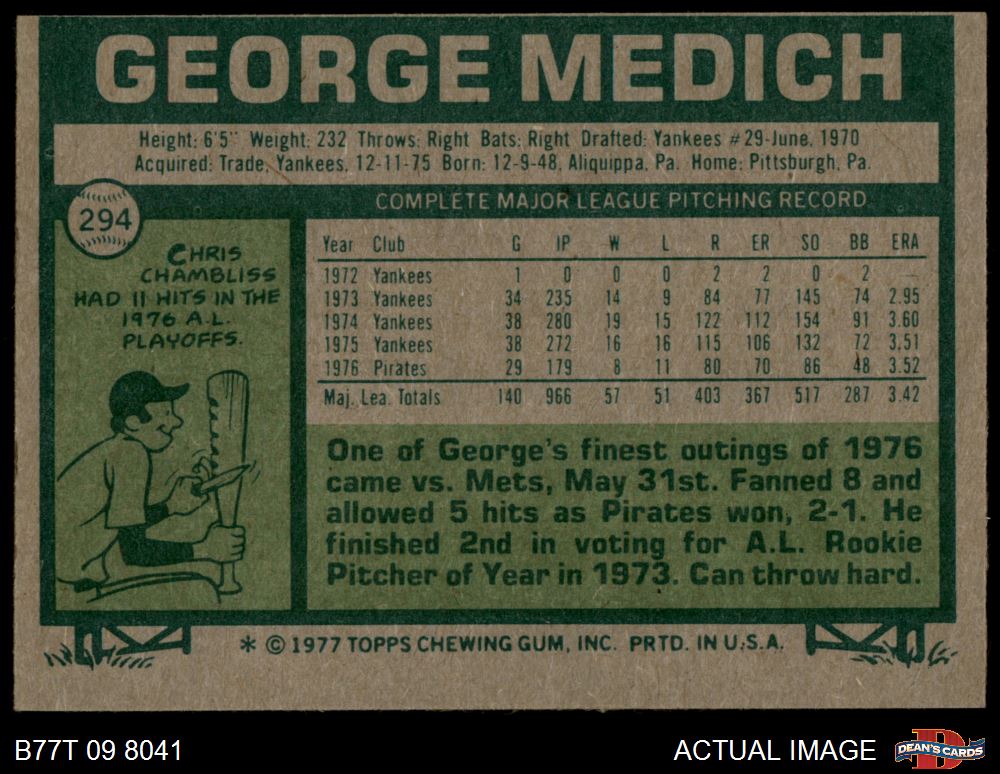 GEORGE MEDICH
Height: 6'5" Weight: 232 Throws: Right Bats: Right Drafted: Yankees #29-June, 1970
Acquired: Trade, Yankees, 12-11-75 Born: 12-9-48, Aliquippa, Pa. Home: Pittsburgh, Pa.
294
CHRIS
CHAMBLISS
HAD 11 HITS IN THE
1976 A.L.
PLAYOFFS.
COMPLETE MAJOR LEAGUE PITCHING RECORD
Year Club G IP W L R ER SO BB ERA
1972 Yankees 1 0 0 0 2 2 0 2 —
1973 Yankees 34 235 14 9 84 77 145 74 2.95
1974 Yankees 38 280 19 15 122 112 154 91 3.60
1975 Yankees 38 272 16 16 115 106 132 72 3.51
1976 Pirates 29 179 8 11 80 70 86 48 3.52
Maj. Lea. Totals 140 966 57 51 403 367 517 287 3.42
One of George's finest outings of 1976
came vs. Mets, May 31st. Fanned 8 and
allowed 5 hits as Pirates won, 2-1. He
finished 2nd in voting for A.L. Rookie
Pitcher of Year in 1973. Can throw hard.
* © 1977 TOPPS CHEWING GUM, INC. PRTD. IN U.S.A.
B77T 09 8041
ACTUAL IMAGE
D
DEAN'S CARDS